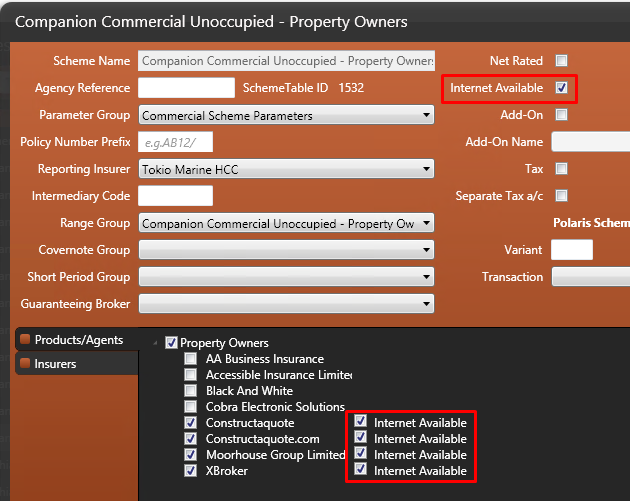 Companion Commercial Unoccupied - Property Owners
Scheme Name Companion Commercial Unoccupied - Property Owners Net Rated
Agency Reference SchemeTable ID 1532 Internet Available
Parameter Group Commercial Scheme Parameters Add-On
Policy Number Prefix e.g.AB12/ Add-On Name
Reporting Insurer Tokio Marine HCC Tax
Intermediary Code Separate Tax a/c
Range Group Companion Commercial Unoccupied - Property Ow Polaris Schem
Covernote Group Variant
Short Period Group Transaction
Guaranteeing Broker
Products/Agents
Insurers
Property Owners
AA Business Insurance
Accessible Insurance Limited
Black And White
Cobra Electronic Solutions
Constructaquote Internet Available
Constructaquote.com Internet Available
Moorhouse Group Limited Internet Available
XBroker Internet Available